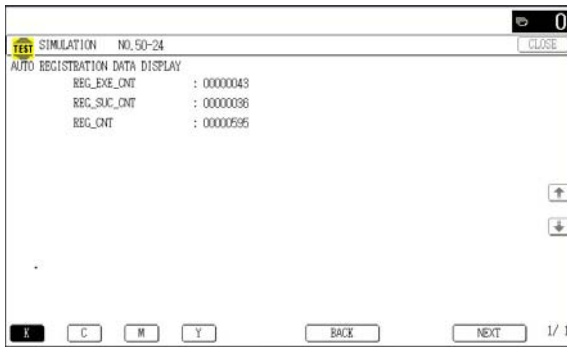 0
TEST SIMULATION NO.50-24 CLOSE
AUTO REGISTRATION DATA DISPLAY
REG_EXE_CNT : 00000043
REG_SUC_CNT : 00000036
REG_CNT : 00000595
K C M Y BACK NEXT 1/ 1